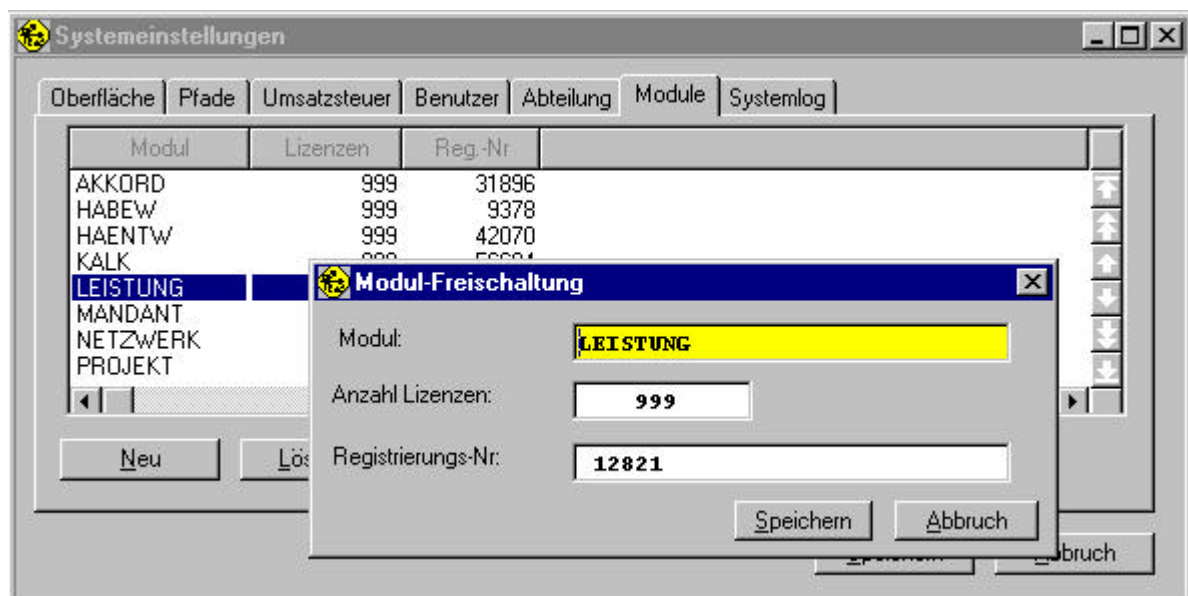 Systemeinstellungen
Oberfläche Pfade Umsatzsteuer Benutzer Abteilung Module Systemlog
Modul Lizenzen Reg.-Nr
AKKORD 999 31896
HABEW 999 9378
HAENTW 999 42070
KALK
LEISTUNG
MANDANT
NETZWERK
PROJEKT
Modul-Freischaltung
Modul: LEISTUNG
Anzahl Lizenzen: 999
Registrierungs-Nr: 12821
Speichern Abbruch
Neu Lös
bbruch